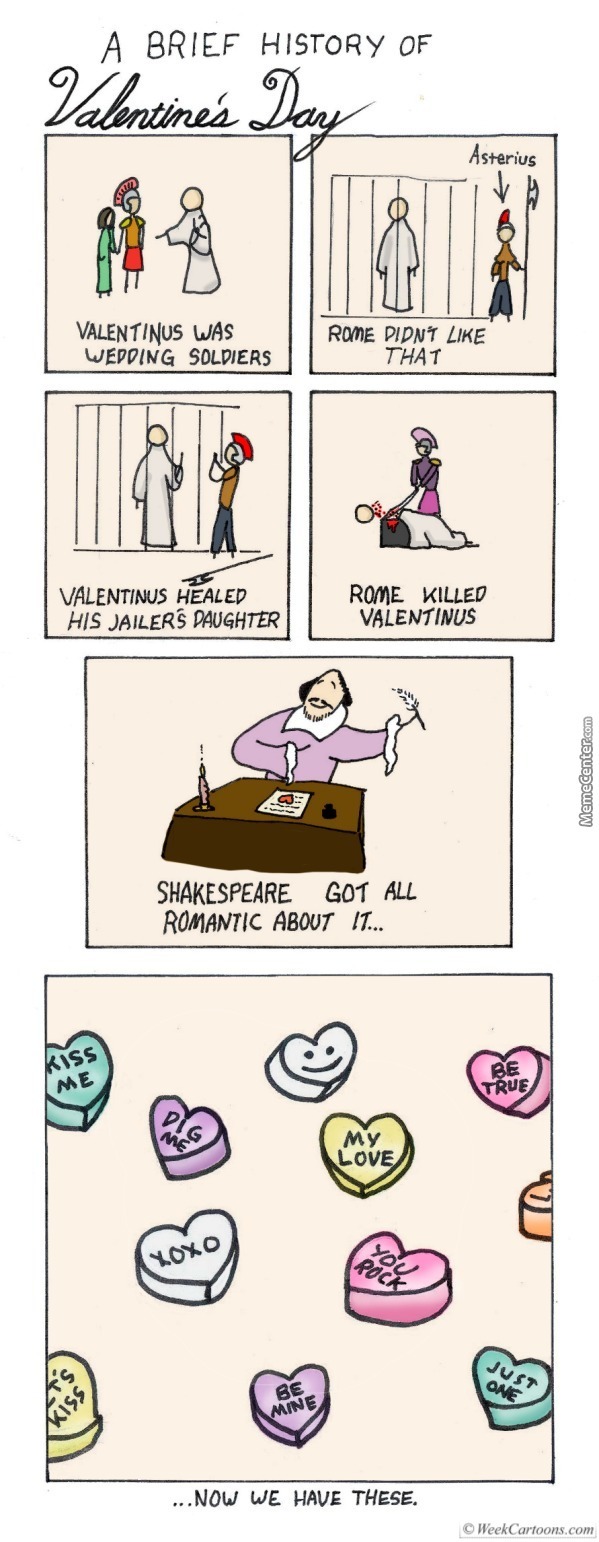 A BRIEF HISTORY OF
Valentine's Day
VALENTINUS WAS
WEDDING SOLDIERS
Asterius
ROME DIDN'T LIKE
THAT
VALENTINUS HEALED
HIS JAILER'S DAUGHTER
ROME KILLED
VALENTINUS
SHAKESPEARE GOT ALL
ROMANTIC ABOUT IT...
MemeCenter.com
KISS
ME
BE
TRUE
DIG
ME
MY
LOVE
XOXO
YOU
ROCK
T'S
KISS
BE
MINE
JUST
ONE
...NOW WE HAVE THESE.
© WeekCartoons.com